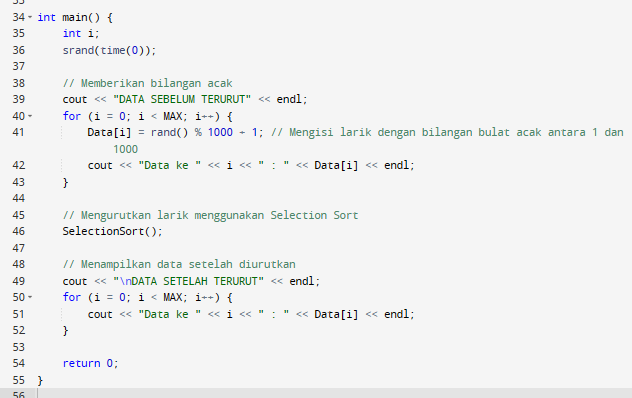 33
34 int main() {
35 int i;
36 srand(time(0));
37
38 // Memberikan bilangan acak
39 cout << "DATA SEBELUM TERURUT" << endl;
40 for (i = 0; i < MAX; i++) {
41 Data[i] = rand() % 1000 + 1; // Mengisi larik dengan bilangan bulat acak antara 1 dan
1000
42 cout << "Data ke " << i << " : " << Data[i] << endl;
43 }
44
45 // Mengurutkan larik menggunakan Selection Sort
46 SelectionSort();
47
48 // Menampilkan data setelah diurutkan
49 cout << "\nDATA SETELAH TERURUT" << endl;
50 for (i = 0; i < MAX; i++) {
51 cout << "Data ke " << i << " : " << Data[i] << endl;
52 }
53
54 return 0;
55 }
56